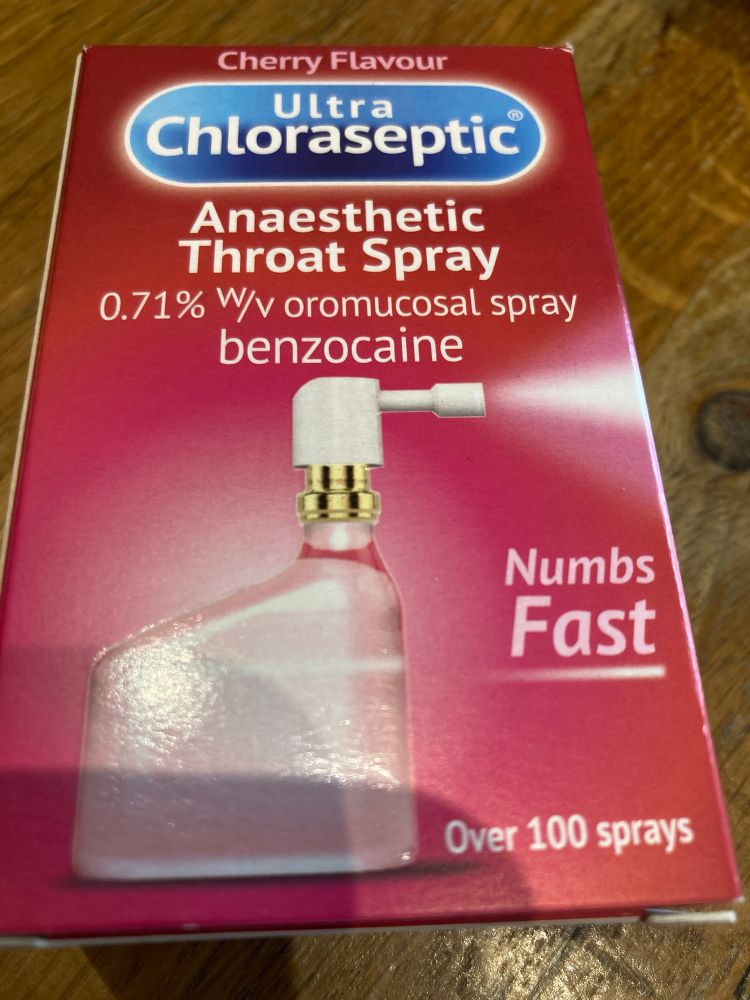 Cherry Flavour
Ultra
Chloraseptic®
Anaesthetic
Throat Spray
0.71% w/v oromucosal spray
benzocaine
Numbs
Fast
Over 100 sprays